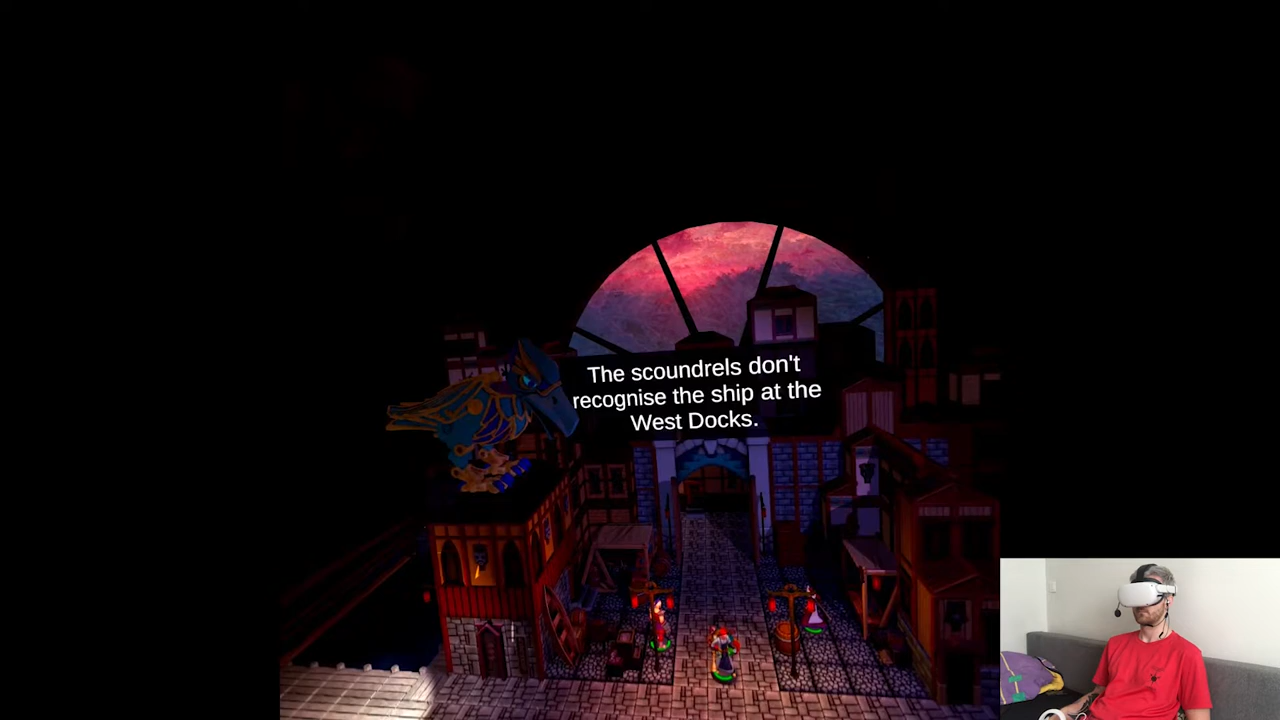 The scoundrels don't
recognise the ship at the
West Docks.